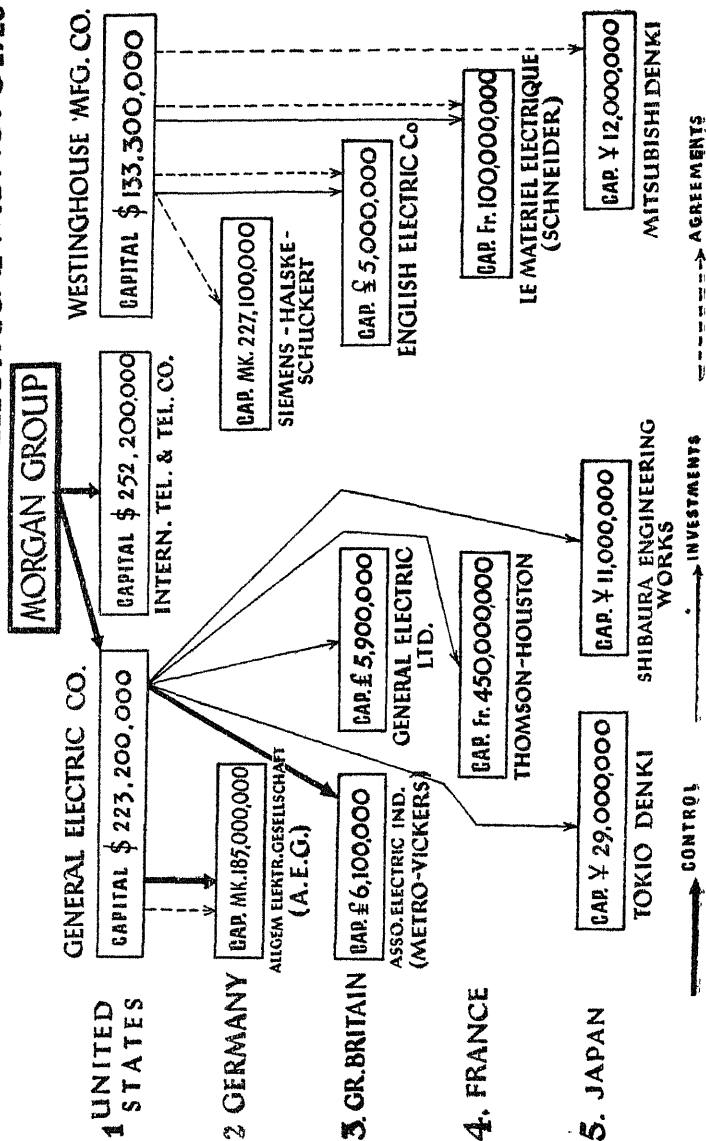 MORGAN GROUP
GENERAL ELECTRIC CO.
WESTINGHOUSE MFG. CO.
1 UNITED
STATES
CAPITAL $ 223,200,000
CAPITAL $ 252,200,000
CAPITAL $ 133,300,000
INTERN. TEL. & TEL. CO.
2 GERMANY
CAP. MK.185,000,000
ALLGEM ELEKTR.GESELLSCHAFT
(A.E.G.)
CAP. MK. 227,100,000
SIEMENS - HALSKE-
SCHUCKERT
3. GR.BRITAIN
CAP.£ 6,100,000
ASSO.ELECTRIC IND.
(METRO-VICKERS)
CAP.£ 5,900,000
GENERAL ELECTRIC
LTD.
CAP. £ 5,000,000
ENGLISH ELECTRIC Co
4. FRANCE
CAP. Fr. 450,000,000
THOMSON-HOUSTON
CAP. Fr. 100,000,000
LE MATERIEL ELECTRIQUE
(SCHNEIDER)
5. JAPAN
CAP. ¥ 29,000,000
TOKIO DENKI
CAP. ¥ 11,000,000
SHIBAURA ENGINEERING
WORKS
CAP. ¥ 12,000,000
MITSUBISHI DENKI
CONTROL
INVESTMENTS
AGREEMENTS